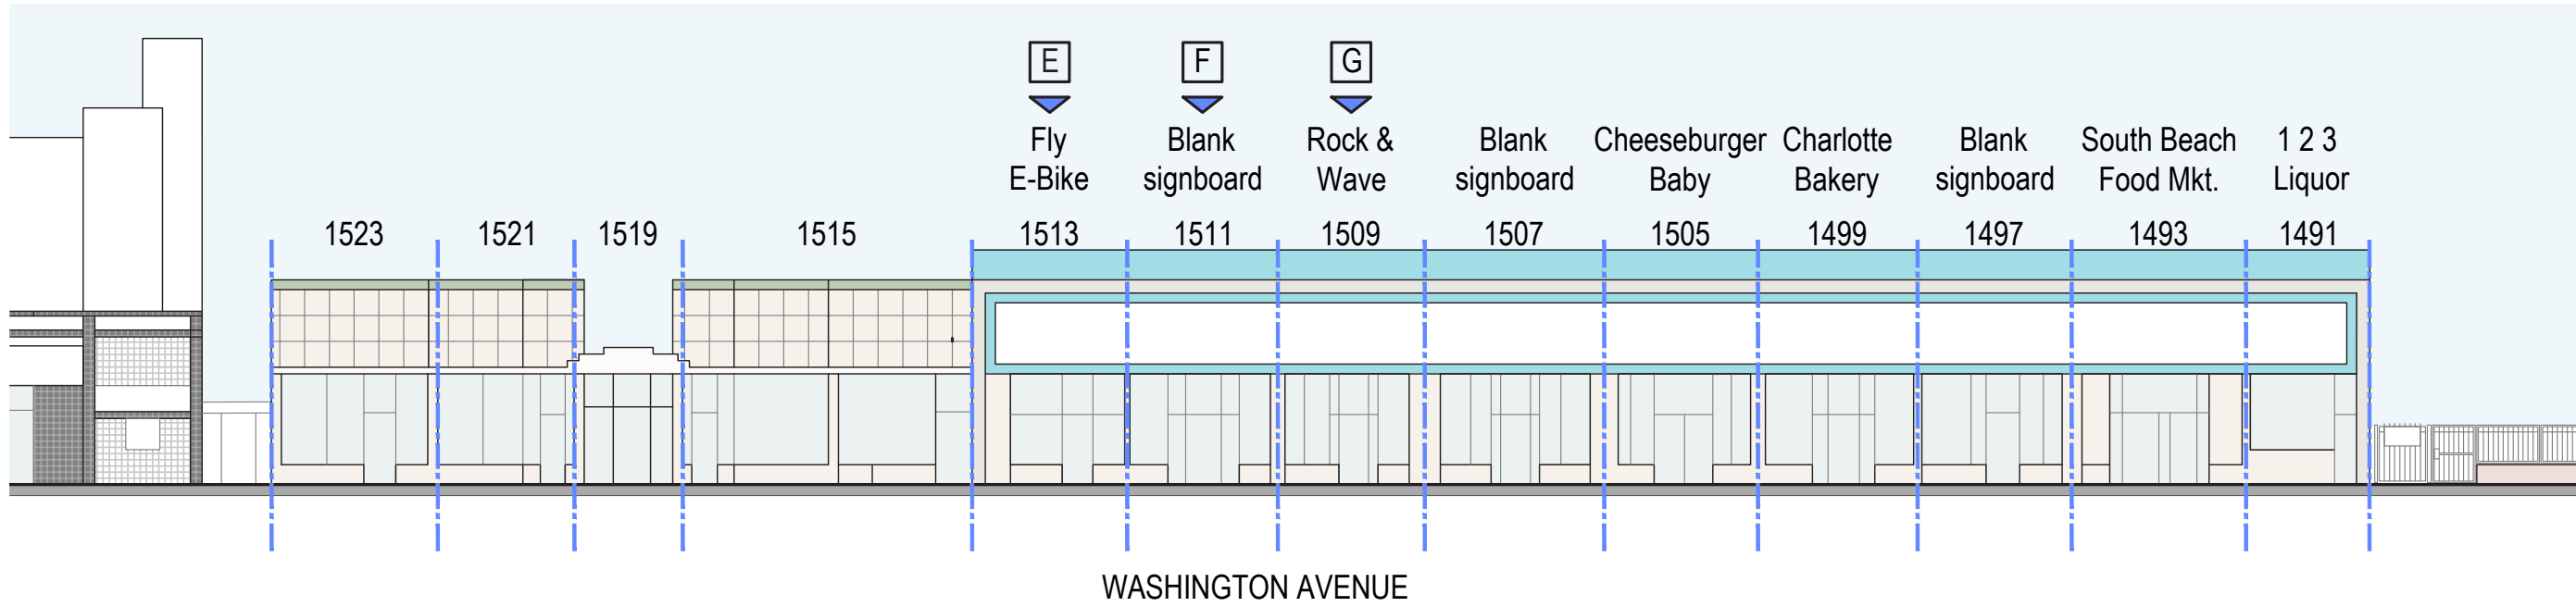 E F G
Fly Blank Rock & Blank Cheeseburger Charlotte Blank South Beach 1 2 3
E-Bike signboard Wave signboard Baby Bakery signboard Food Mkt. Liquor
1523 1521 1519 1515 1513 1511 1509 1507 1505 1499 1497 1493 1491
WASHINGTON AVENUE